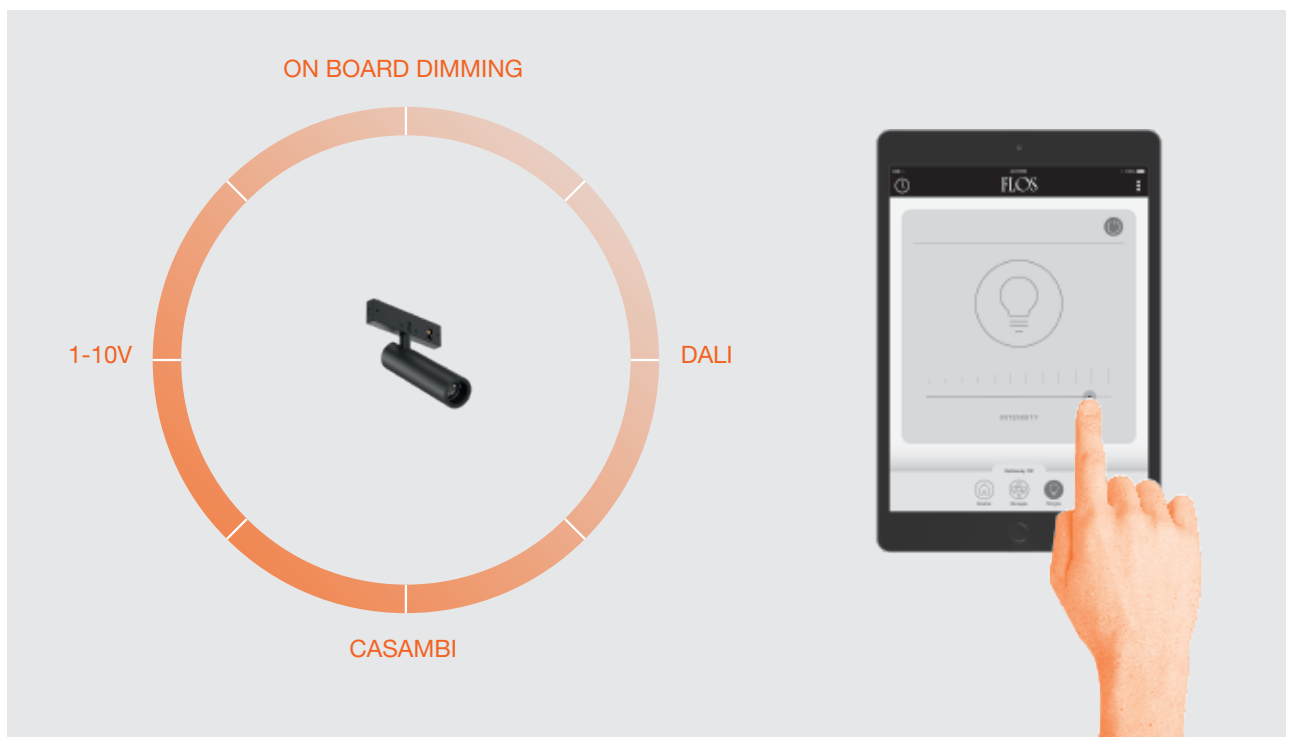 ON BOARD DIMMING
1-10V
DALI
CASAMBI
FLOS
INTENSITY